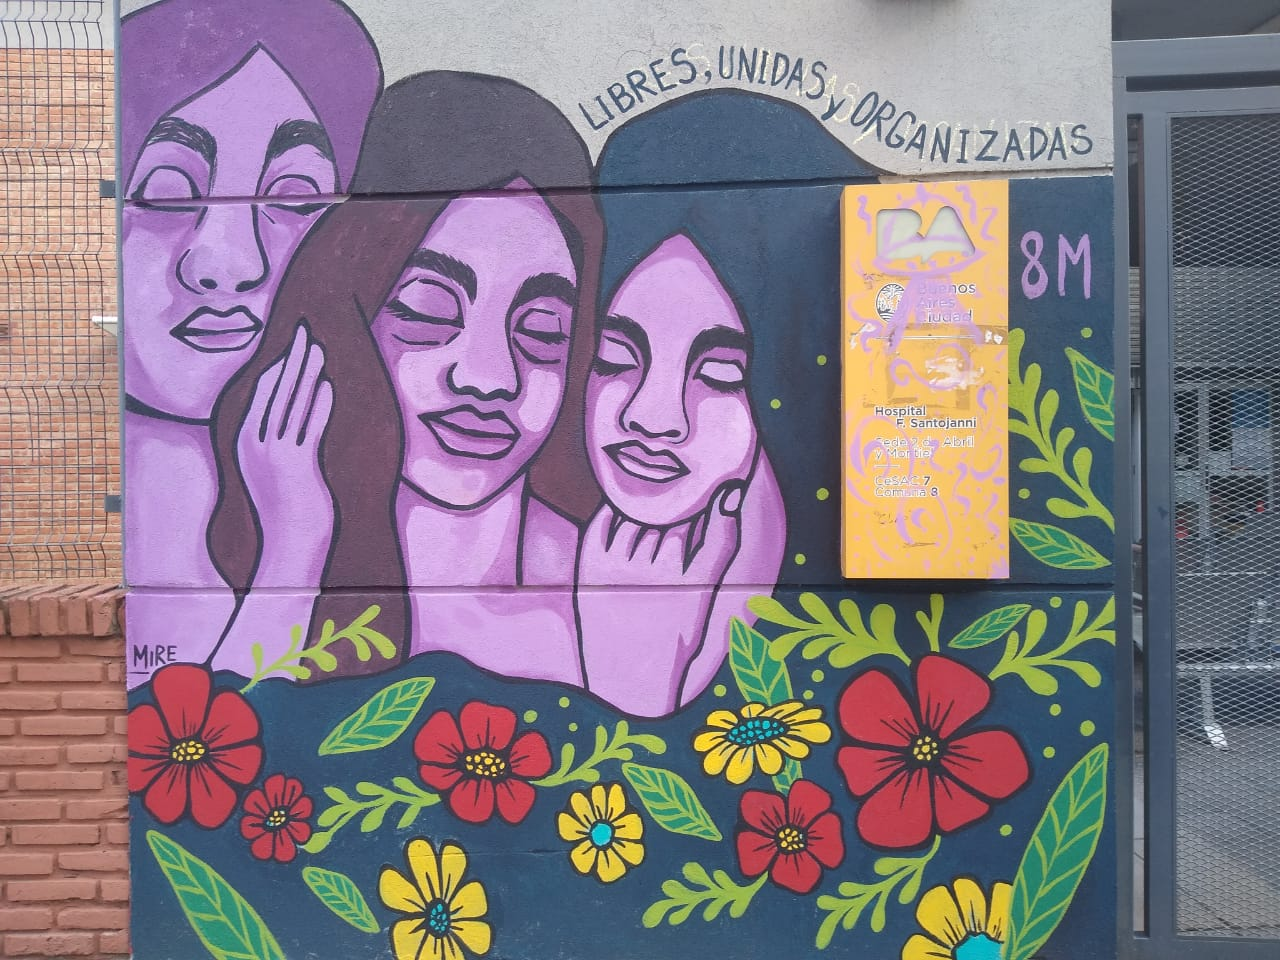 LIBRES, UNIDAS y ORGANIZADAS
BA
8M
Buenos
Aires
Ciudad
Hospital
F. Santojanni
Sede 2 de Abril
y Montiel
CeSAC 7
Comuna 8
MIRE